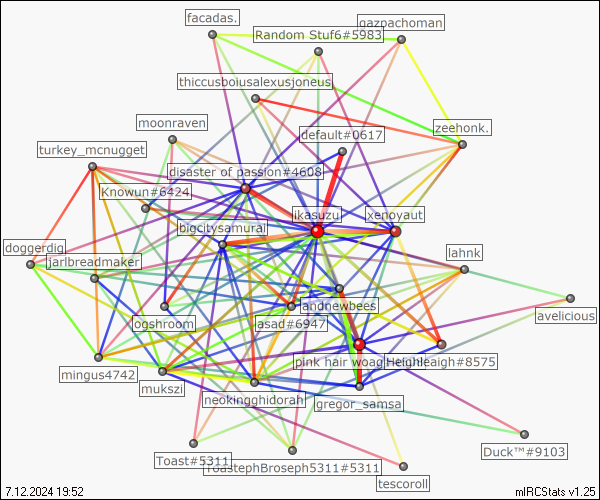 facadas.
gazpachoman
Random Stuf6#5983
thiccusboiusalexusjoneus
moonraven
default#0617
zeehonk.
turkey_mcnugget
disaster of passion#4608
Knowun#6424
ikasuzu
xenoyaut
bigcitysamurai
doggerdig
lahnk
jarlbreadmaker
andnewbees
avelicious
ogshroom
asad#6947
pink hair woag
Heighleaigh#8575
mingus4742
mukszi
neokingghidorah
gregor_samsa
Duck™#9103
Toast#5311
ToastephBroseph5311#5311
tescoroll
7.12.2024 19:52
mIRCStats v1.25